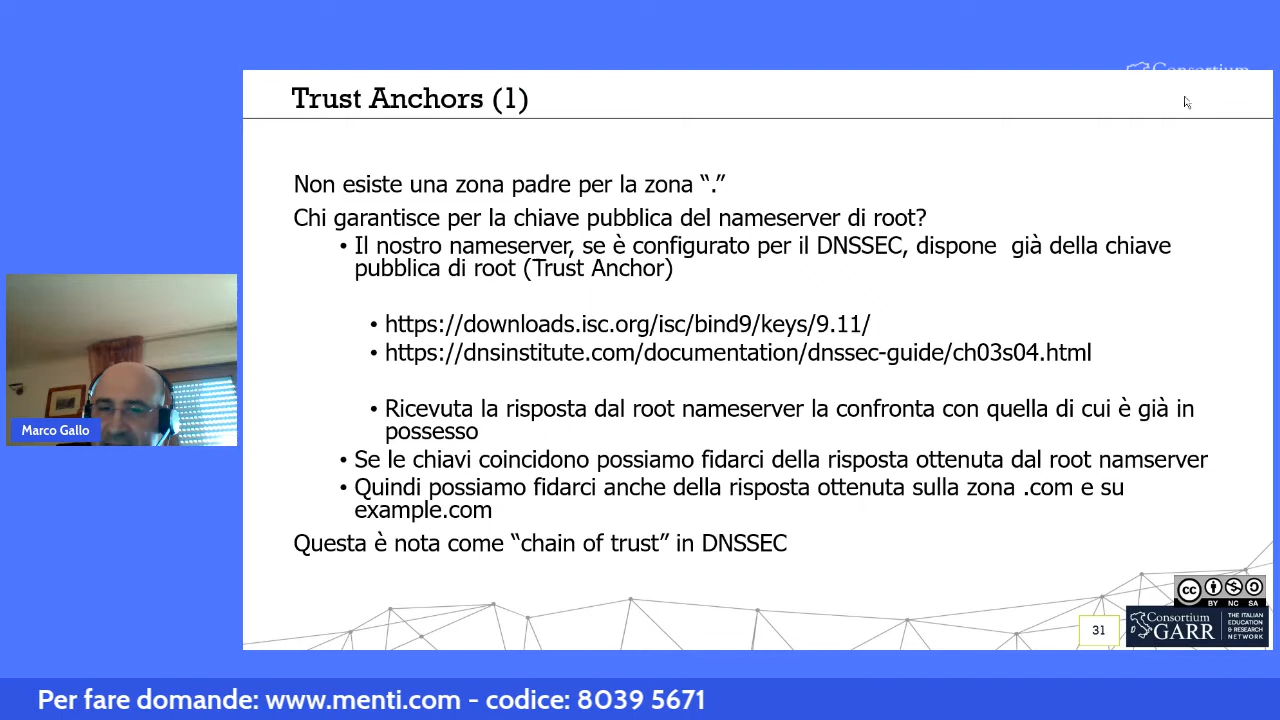 Consortium
Trust Anchors (1)
Non esiste una zona padre per la zona “.”
Chi garantisce per la chiave pubblica del nameserver di root?
• Il nostro nameserver, se è configurato per il DNSSEC, dispone  già della chiave
pubblica di root (Trust Anchor)
• https://downloads.isc.org/isc/bind9/keys/9.11/
• https://dnsinstitute.com/documentation/dnssec-guide/ch03s04.html
• Ricevuta la risposta dal root nameserver la confronta con quella di cui è già in
possesso
• Se le chiavi coincidono possiamo fidarci della risposta ottenuta dal root namserver
• Quindi possiamo fidarci anche della risposta ottenuta sulla zona .com e su
example.com
Questa è nota come “chain of trust” in DNSSEC
Marco Gallo
cc
BY NC SA
31
Consortium
GARR
THE ITALIAN
EDUCATION
& RESEARCH
NETWORK
Per fare domande: www.menti.com - codice: 8039 5671